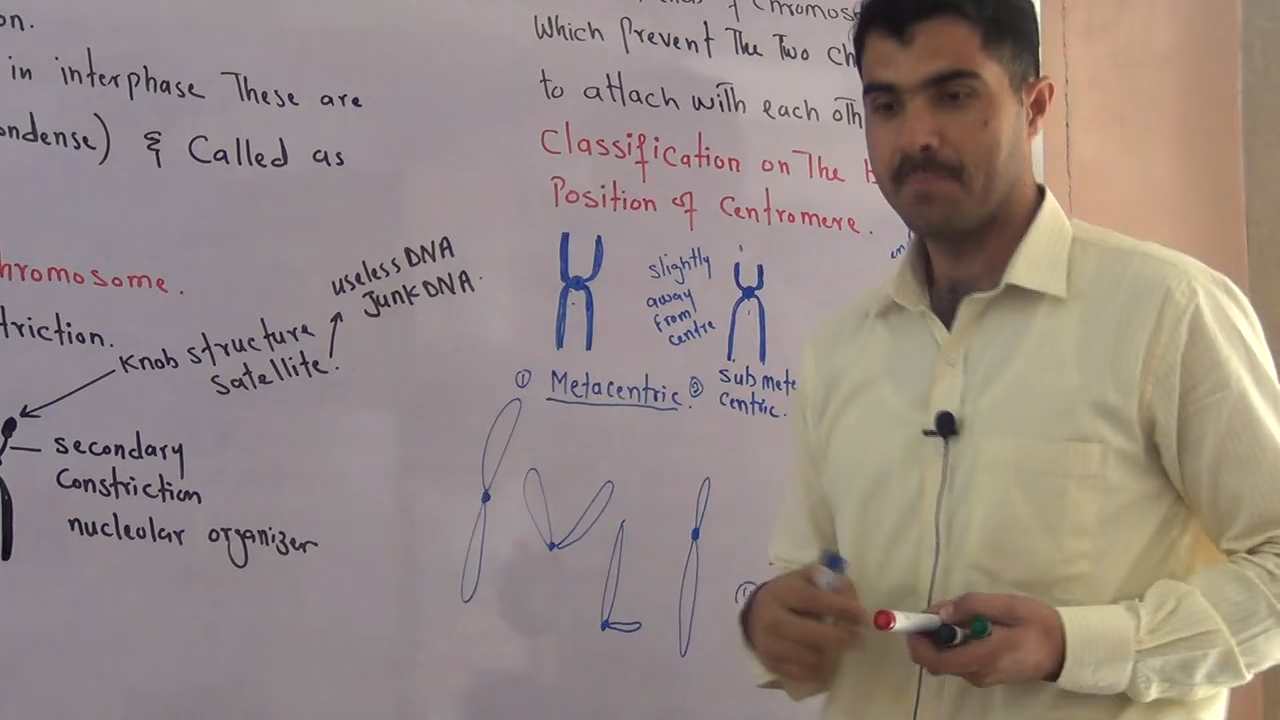 on.
in interphase These are
ondense) & Called as
hromosome.
triction.
Knob structure
Satellite.
useless DNA
Junk DNA.
secondary
Constriction
nucleolar organizer
Which Prevent The Two Ch
to attach with each oth
Classification on The
Position of Centromere.
slightly
away
from
centre
① Metacentric.
② Sub mete
Centric.